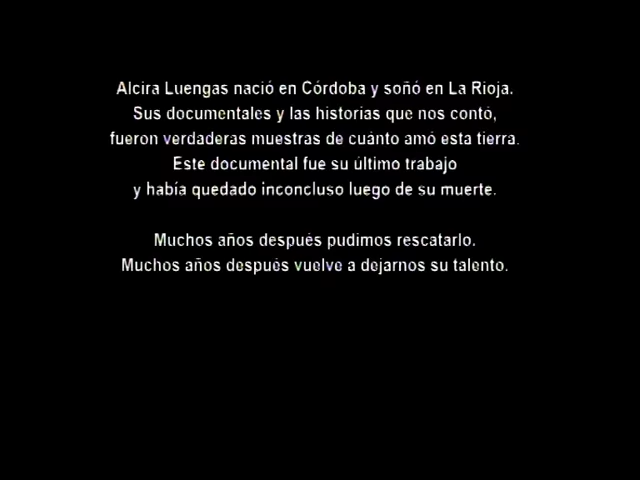 Alcira Luengas nació en Córdoba y soñó en La Rioja.
Sus documentales y las historias que nos contó,
fueron verdaderas muestras de cuánto amó esta tierra.
Este documental fue su último trabajo
y había quedado inconcluso luego de su muerte.
Muchos años después pudimos rescatarlo.
Muchos años después vuelve a dejarnos su talento.